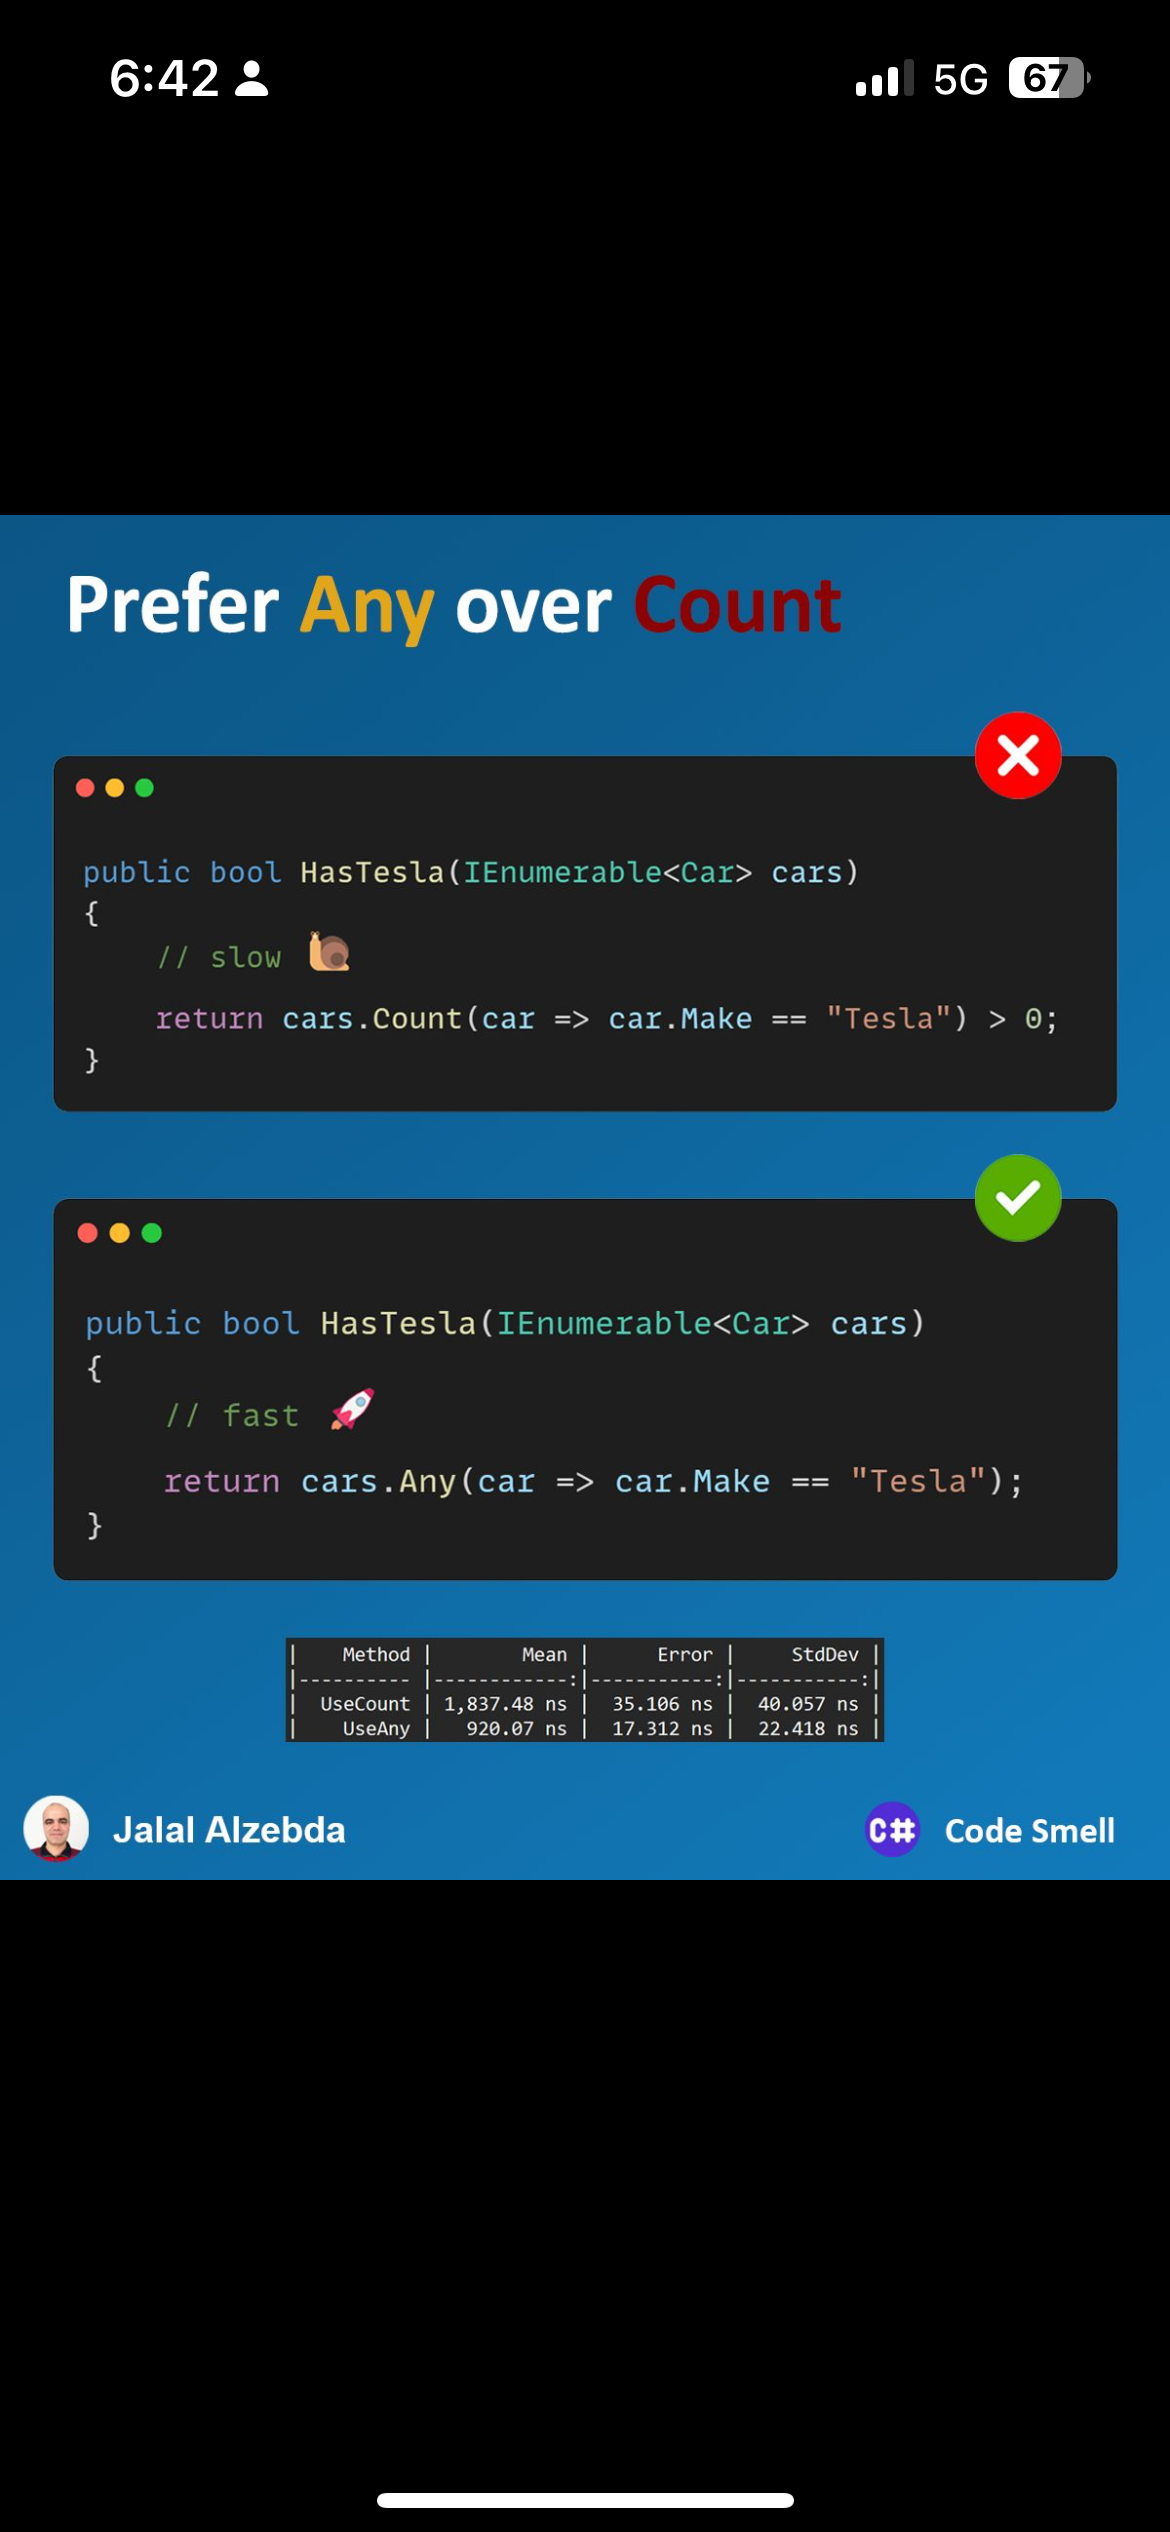 6:42 5G 67
Prefer Any over Count
public bool HasTesla(IEnumerable<Car> cars)
{
    // slow 🐌
    return cars.Count(car => car.Make == "Tesla") > 0;
}
public bool HasTesla(IEnumerable<Car> cars)
{
    // fast 🚀
    return cars.Any(car => car.Make == "Tesla");
}
|    Method |         Mean |       Error |      StdDev |
|---------- |------------:|-----------:|-----------:|
|  UseCount | 1,837.48 ns |  35.106 ns |  40.057 ns |
|    UseAny |   920.07 ns |  17.312 ns |  22.418 ns |
Jalal Alzebda C# Code Smell